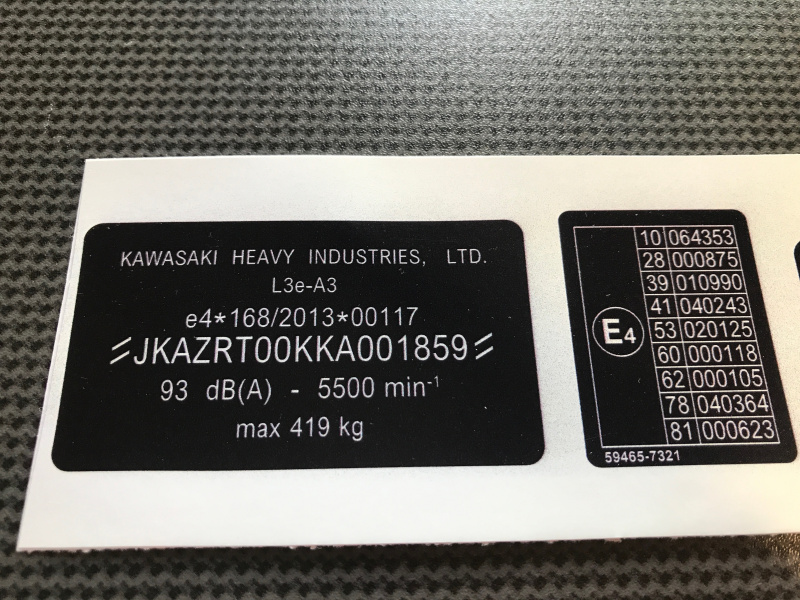 KAWASAKI HEAVY INDUSTRIES, LTD.
L3e-A3
e4*168/2013*00117
JKAZRT00KKA001859
93 dB(A) - 5500 min-1
max 419 kg
E4
10 064353
28 000875
39 010990
41 040243
53 020125
60 000118
62 000105
78 040364
81 000623
59465-7321